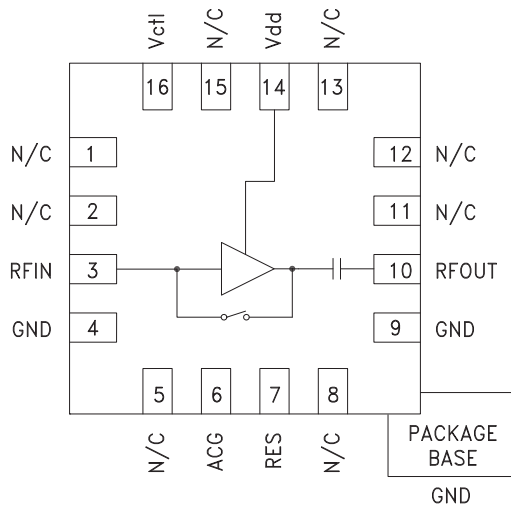 Vctl
N/C
Vdd
N/C
16
15
14
13
N/C
1
12
N/C
N/C
2
11
N/C
RFIN
3
10
RFOUT
GND
4
9
GND
5
6
7
8
N/C
ACG
RES
N/C
PACKAGE
BASE
GND